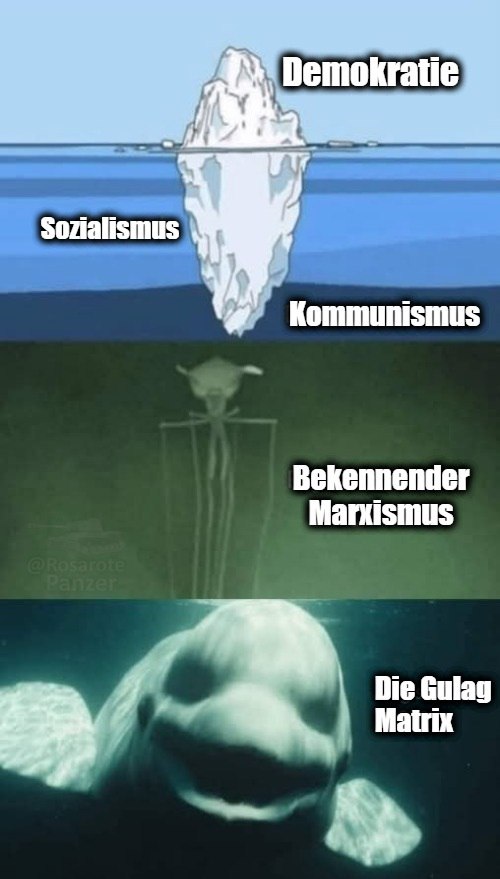 Demokratie
Sozialismus
Kommunismus
Bekennender
Marxismus
@Rosarote
Panzer
Die Gulag
Matrix